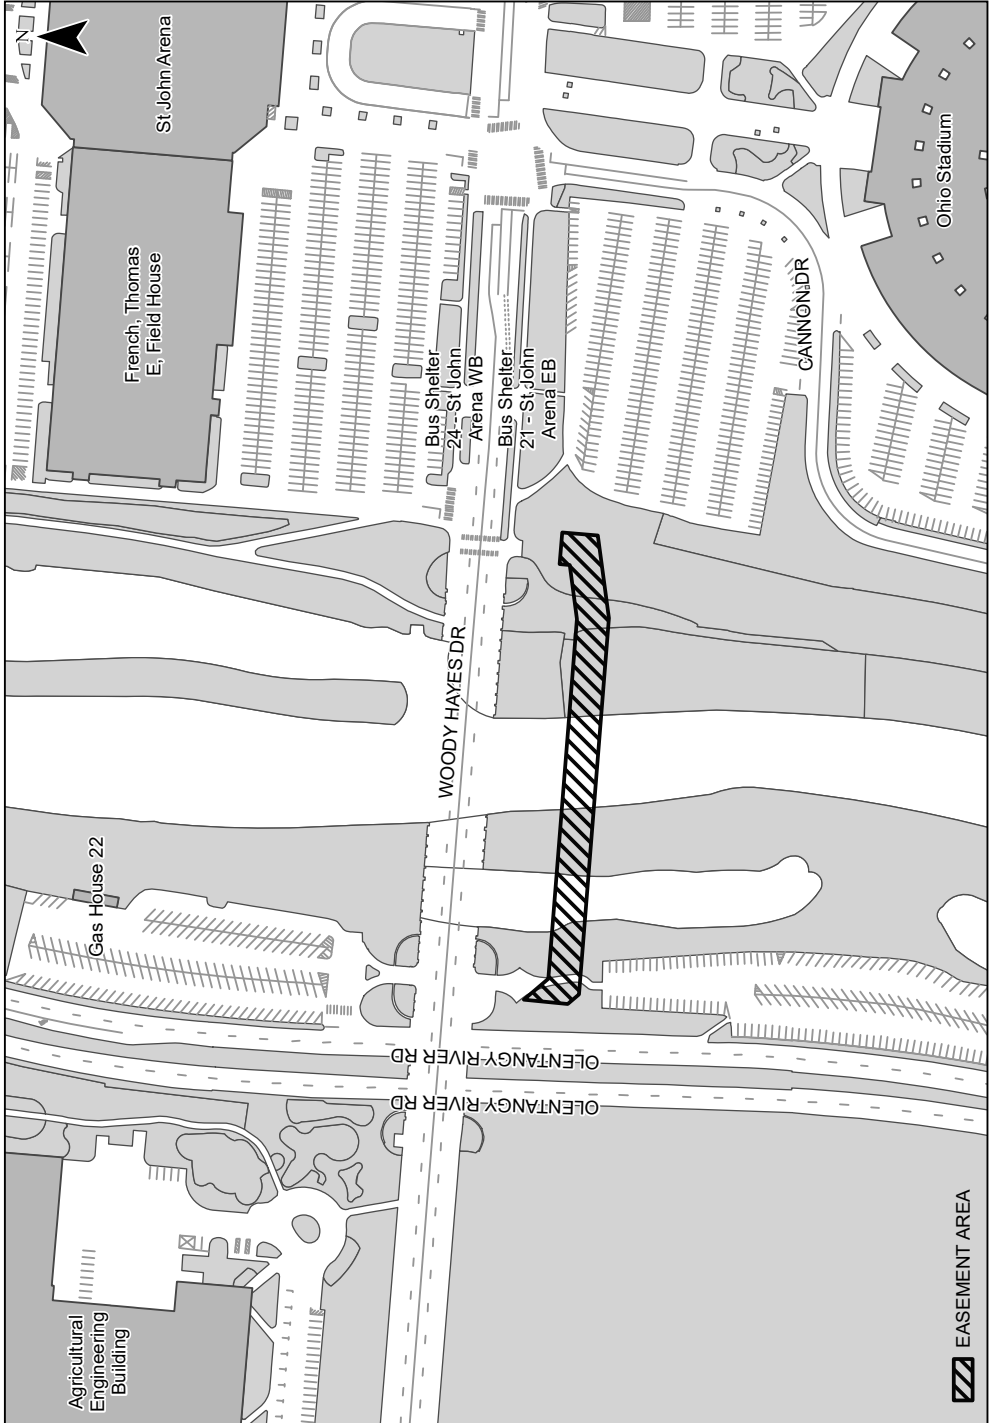 N
St John Arena
French, Thomas
E, Field House
Ohio Stadium
CANNON DR
Bus Shelter
24 - St John
Arena WB
Bus Shelter
21 - St John
Arena EB
WOODY HAYES DR
Gas House 22
OLENTANGY RIVER RD
OLENTANGY RIVER RD
Agricultural
Engineering
Building
EASEMENT AREA